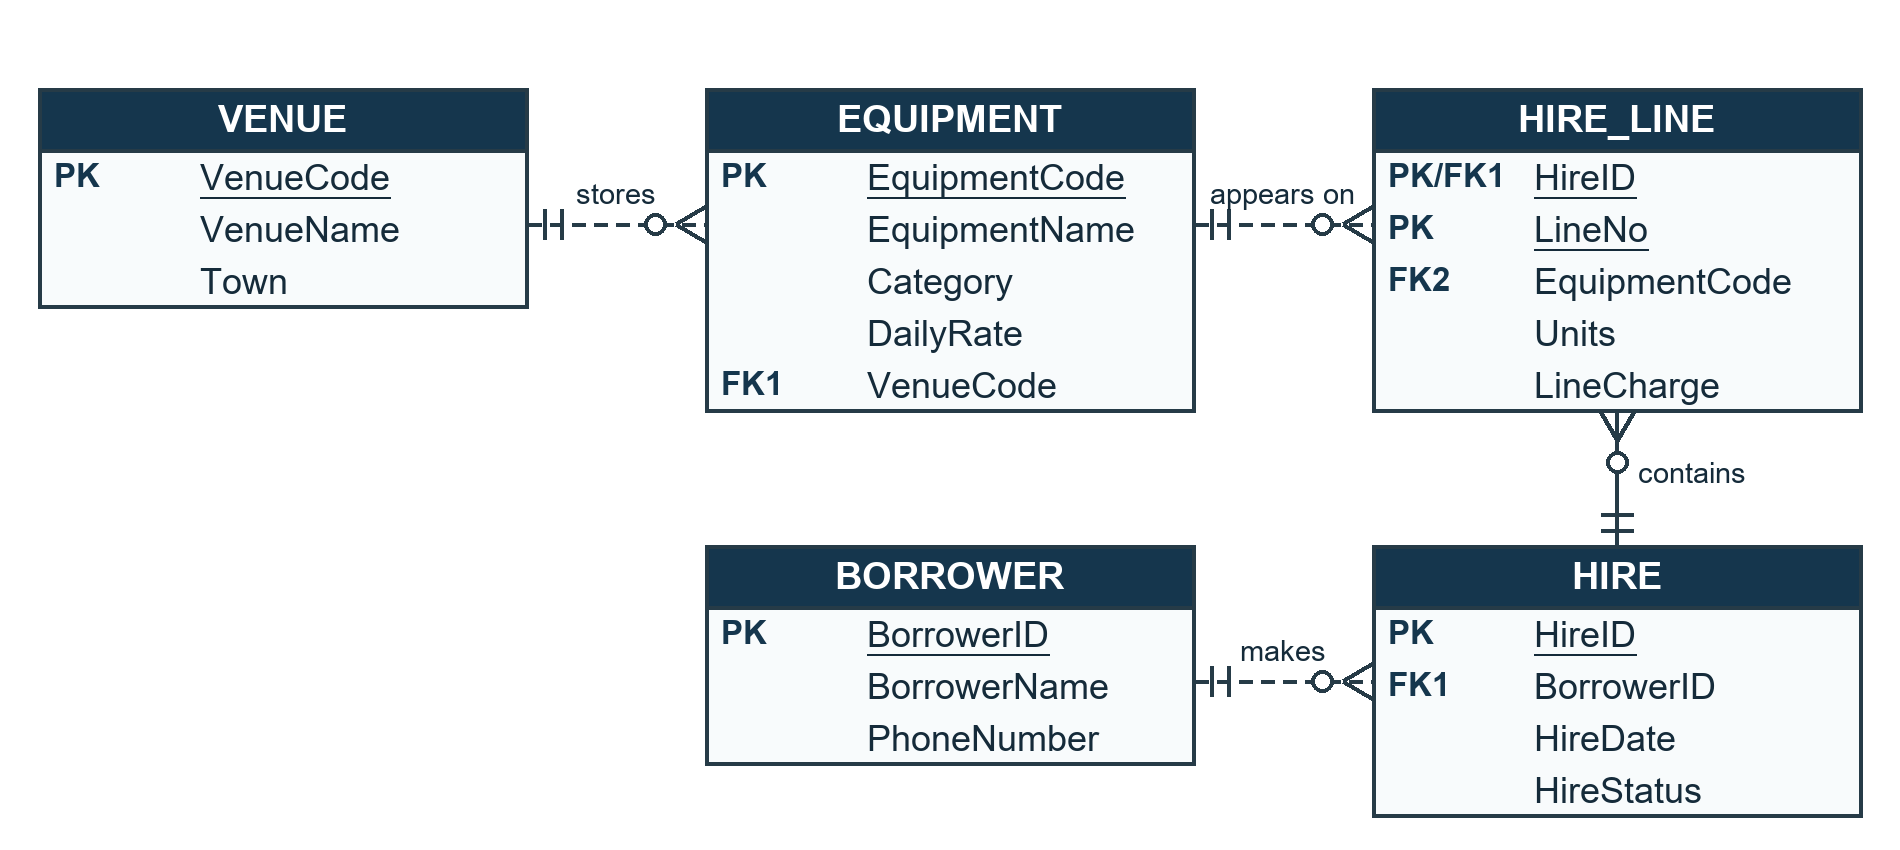 VENUE
PK VenueCode
VenueName
Town
stores
EQUIPMENT
PK EquipmentCode
EquipmentName
Category
DailyRate
FK1 VenueCode
appears on
HIRE_LINE
PK/FK1 HireID
PK LineNo
FK2 EquipmentCode
Units
LineCharge
contains
BORROWER
PK BorrowerID
BorrowerName
PhoneNumber
makes
HIRE
PK HireID
FK1 BorrowerID
HireDate
HireStatus